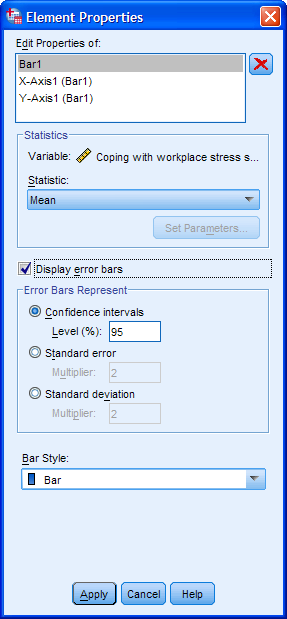 Element Properties
Edit Properties of:
Bar1
X-Axis1 (Bar1)
Y-Axis1 (Bar1)
Statistics
Variable: Coping with workplace stress s...
Statistic:
Mean
Set Parameters...
Display error bars
Error Bars Represent
Confidence intervals
Level (%): 95
Standard error
Multiplier: 2
Standard deviation
Multiplier: 2
Bar Style:
Bar
Apply Cancel Help